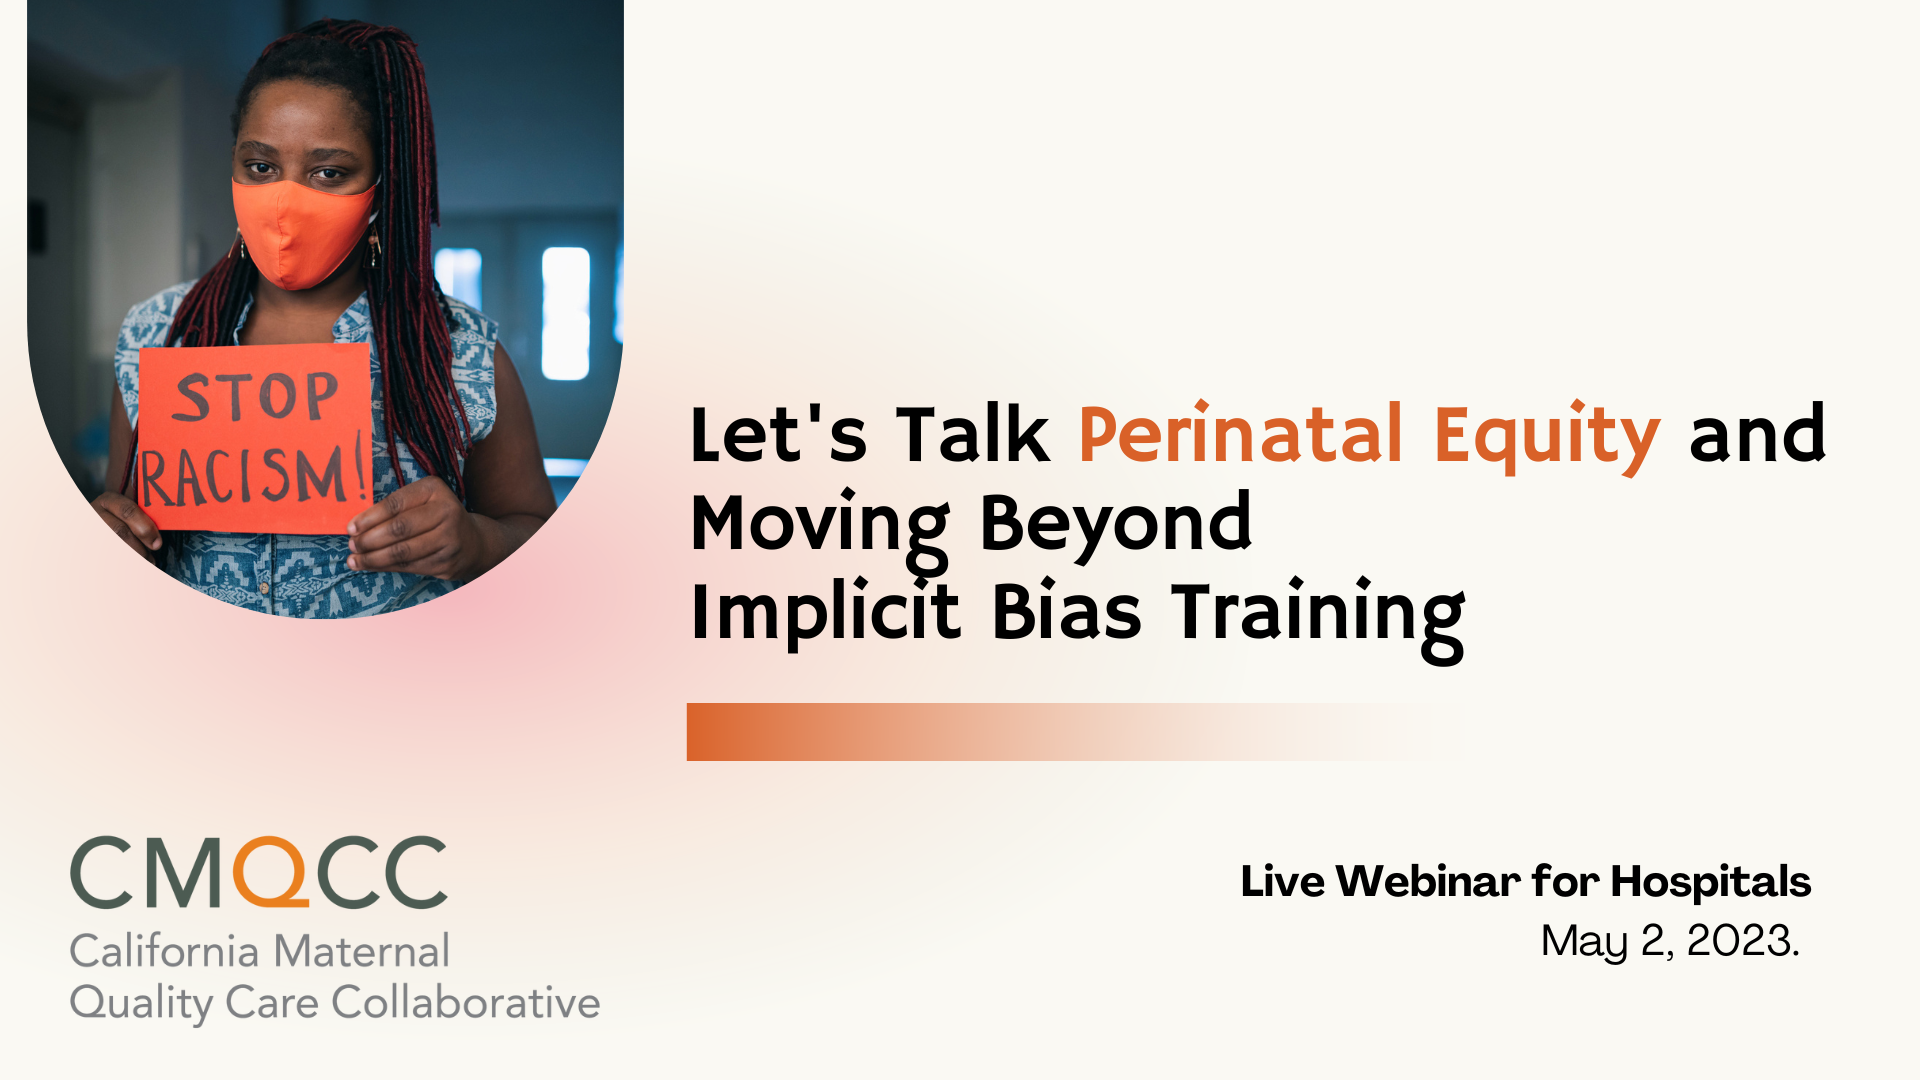 STOP
RACISM!
Let's Talk Perinatal Equity and
Moving Beyond
Implicit Bias Training
CMQCC
California Maternal
Quality Care Collaborative
Live Webinar for Hospitals
May 2, 2023.